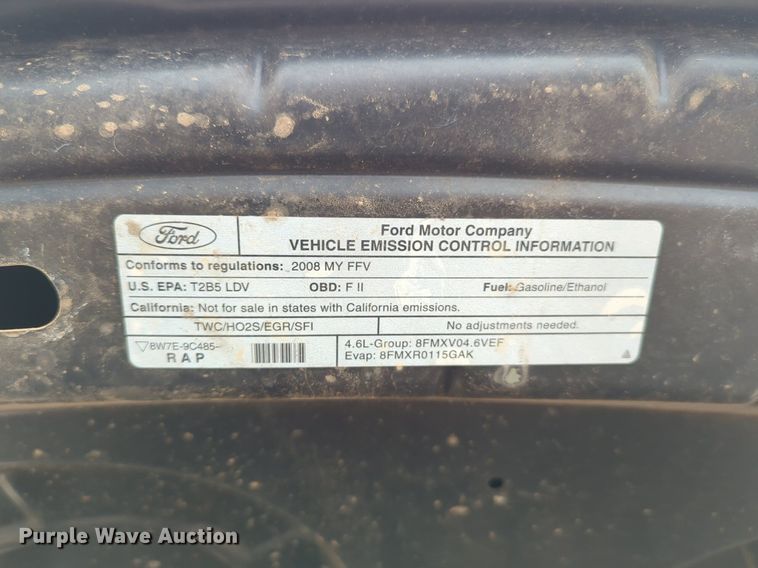 Ford
Ford Motor Company
VEHICLE EMISSION CONTROL INFORMATION
Conforms to regulations: 2008 MY FFV
U.S. EPA: T2B5 LDV OBD: F II Fuel: Gasoline/Ethanol
California: Not for sale in states with California emissions.
TWC/HO2S/EGR/SFI No adjustments needed.
8W7E-9C485-
RAP
4.6L-Group: 8FMXV04.6VEF
Evap: 8FMXR0115GAK
Purple Wave Auction